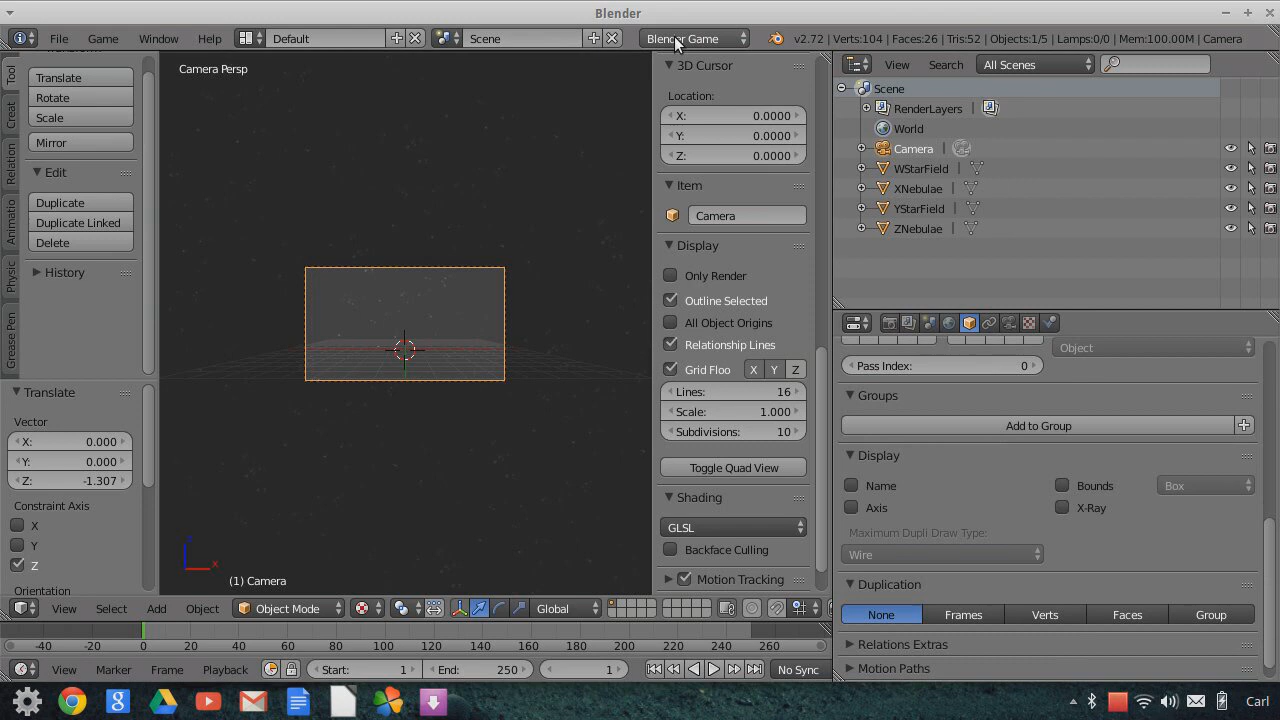 Blender
File Game Window Help Default Scene Blender Game v2.72 | Verts:104 | Faces:26 | Tris:52 | Objects:1/5 | Lamps:0/0 | Mem:100.00M | Camera
Tool
Creat
Relation
Animatio
Physic
Grease Pen
Translate
Rotate
Scale
Mirror
Edit
Duplicate
Duplicate Linked
Delete
History
Translate
Vector
X: 0.000
Y: 0.000
Z: -1.307
Constraint Axis
X
Y
Z
Orientation
Camera Persp
(1) Camera
3D Cursor
Location:
X: 0.0000
Y: 0.0000
Z: 0.0000
Item
Camera
Display
Only Render
Outline Selected
All Object Origins
Relationship Lines
Grid Floo X Y Z
Lines: 16
Scale: 1.000
Subdivisions: 10
Toggle Quad View
Shading
GLSL
Backface Culling
Motion Tracking
View Search All Scenes
Scene
RenderLayers |
World
Camera
WStarField
XNebulae
YStarField
ZNebulae
Object
Pass Index: 0
Groups
Add to Group
Display
Name Bounds Box
Axis X-Ray
Maximum Dupli Draw Type:
Wire
Duplication
None Frames Verts Faces Group
Relations Extras
Motion Paths
View Select Add Object Object Mode Global
-40 -20 0 20 40 60 80 100 120 140 160 180 200 220 240 260
View Marker Frame Playback Start: 1 End: 250 1 No Sync
Carl